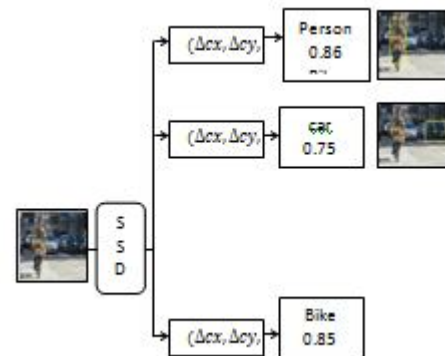 (Δcx, Δcy,
Person
0.86
(Δcx, Δcy,
car
0.75
S
S
D
(Δcx, Δcy,
Bike
0.85